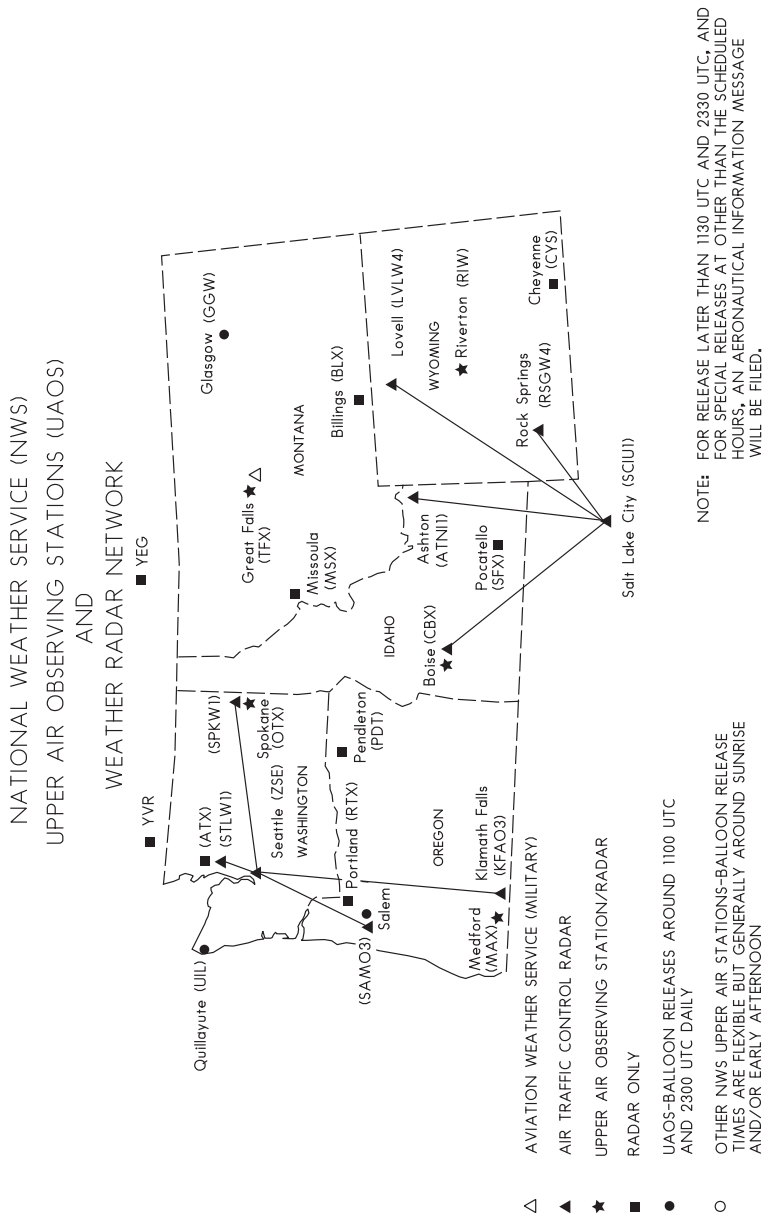 NATIONAL WEATHER SERVICE (NWS)
UPPER AIR OBSERVING STATIONS (UAOS)
AND
WEATHER RADAR NETWORK
YVR
YEG
Quillayute (UIL)
(ATX)
(STLW1)
(SPKW1)
Spokane
(OTX)
Seattle (ZSE)
WASHINGTON
Great Falls
(TFX)
Glasgow (GGW)
MONTANA
Missoula
(MSX)
Billings (BLX)
Portland (RTX)
Pendleton
(PDT)
Salem
(SAMO3)
IDAHO
Ashton
(ATNI1)
Lovell (LVLW4)
WYOMING
Riverton (RIW)
OREGON
Boise (CBX)
Pocatello
(SFX)
Medford
(MAX)
Klamath Falls
(KFAO3)
Rock Springs
(RSGW4)
Cheyenne
(CYS)
Salt Lake City (SCIU1)
AVIATION WEATHER SERVICE (MILITARY)
AIR TRAFFIC CONTROL RADAR
UPPER AIR OBSERVING STATION/RADAR
RADAR ONLY
UAOS-BALLOON RELEASES AROUND 1100 UTC
AND 2300 UTC DAILY
OTHER NWS UPPER AIR STATIONS-BALLOON RELEASE
TIMES ARE FLEXIBLE BUT GENERALLY AROUND SUNRISE
AND/OR EARLY AFTERNOON
NOTE: FOR RELEASE LATER THAN 1130 UTC AND 2330 UTC, AND
FOR SPECIAL RELEASES AT OTHER THAN THE SCHEDULED
HOURS, AN AERONAUTICAL INFORMATION MESSAGE
WILL BE FILED.